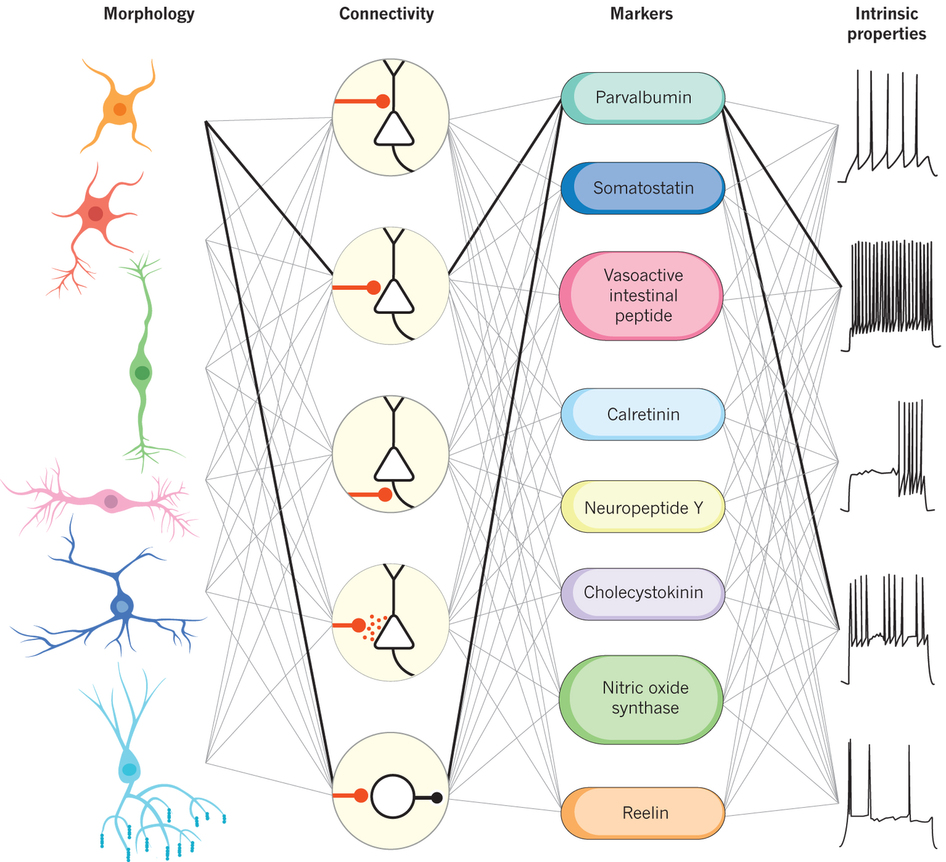 Morphology
Connectivity
Markers
Intrinsic
properties
Parvalbumin
Somatostatin
Vasoactive
intestinal
peptide
Calretinin
Neuropeptide Y
Cholecystokinin
Nitric oxide
synthase
Reelin